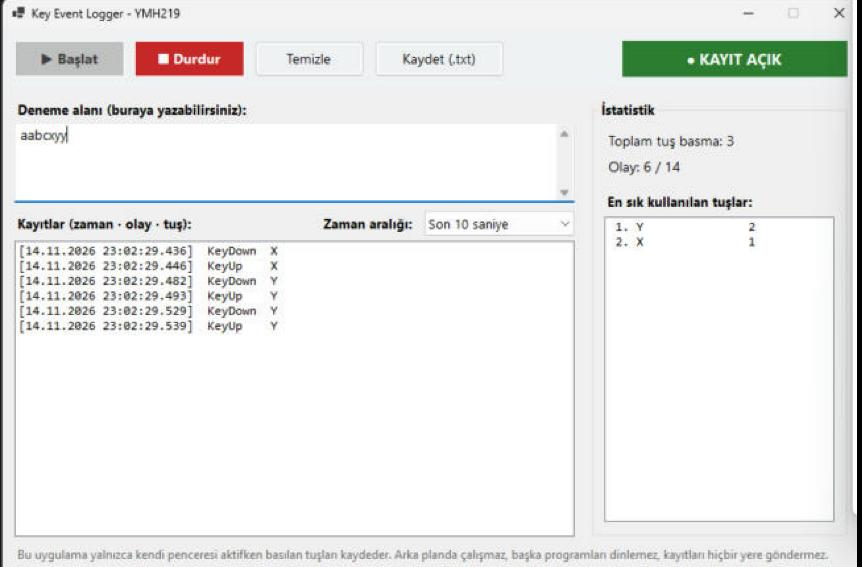 Key Event Logger - YMH219
▶ Başlat
■ Durdur
Temizle
Kaydet (.txt)
● KAYIT AÇIK
Deneme alanı (buraya yazabilirsiniz):
aabcxyy
Kayıtlar (zaman · olay · tuş):
Zaman aralığı:
Son 10 saniye
[14.11.2026 23:02:29.436] KeyDown X
[14.11.2026 23:02:29.446] KeyUp X
[14.11.2026 23:02:29.482] KeyDown Y
[14.11.2026 23:02:29.493] KeyUp Y
[14.11.2026 23:02:29.529] KeyDown Y
[14.11.2026 23:02:29.539] KeyUp Y
İstatistik
Toplam tuş basma: 3
Olay: 6 / 14
En sık kullanılan tuşlar:
1. Y 2
2. X 1
Bu uygulama yalnızca kendi penceresi aktifken basılan tuşları kaydeder. Arka planda çalışmaz, başka programları dinlemez, kayıtları hiçbir yere göndermez.